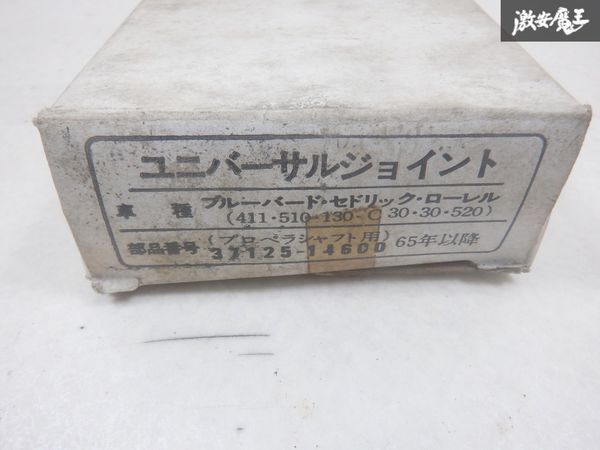 激安魔王
ユニバーサルジョイント
車種 ブルーバード・セドリック・ローレル
(411・510・130・C30・30・520)
(プロペラシャフト用) 65年以降
部品番号 37125-14600